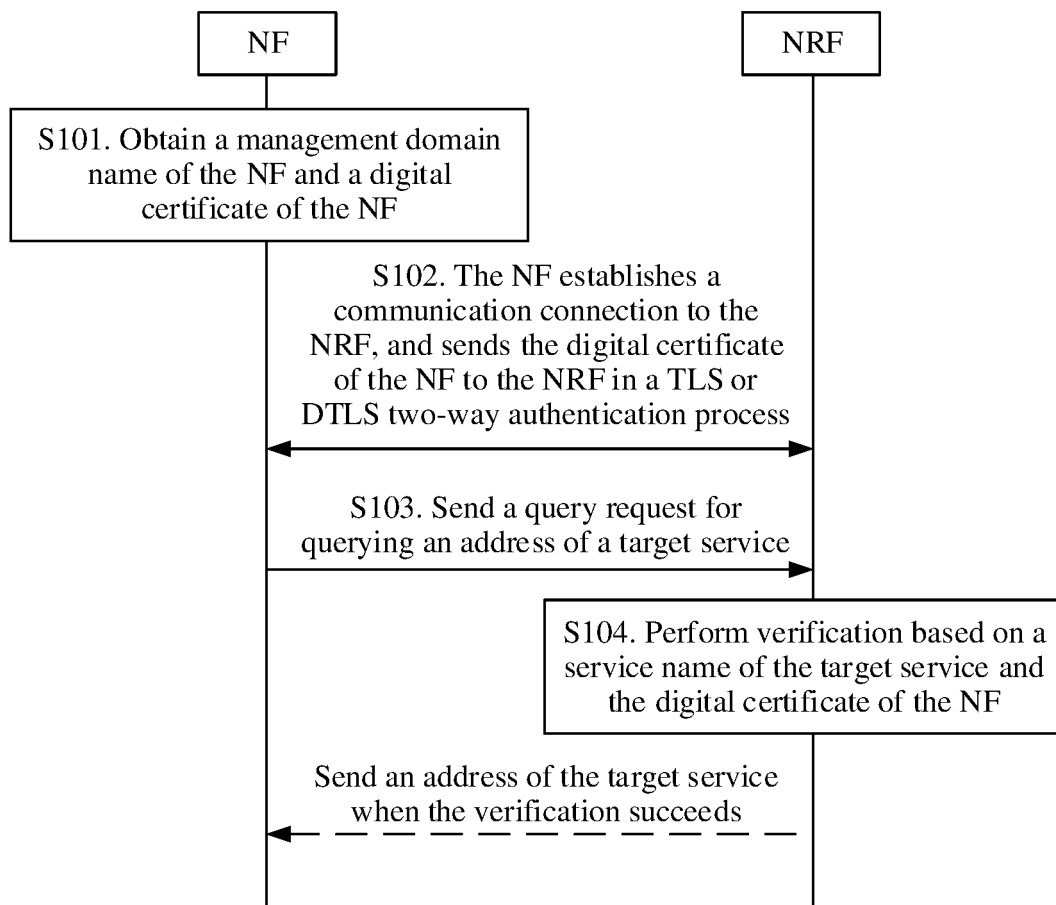 NF
NRF
S101. Obtain a management domain
name of the NF and a digital
certificate of the NF
S102. The NF establishes a
communication connection to the
NRF, and sends the digital certificate
of the NF to the NRF in a TLS or
DTLS two-way authentication process
S103. Send a query request for
querying an address of a target service
S104. Perform verification based on a
service name of the target service and
the digital certificate of the NF
Send an address of the target service
when the verification succeeds